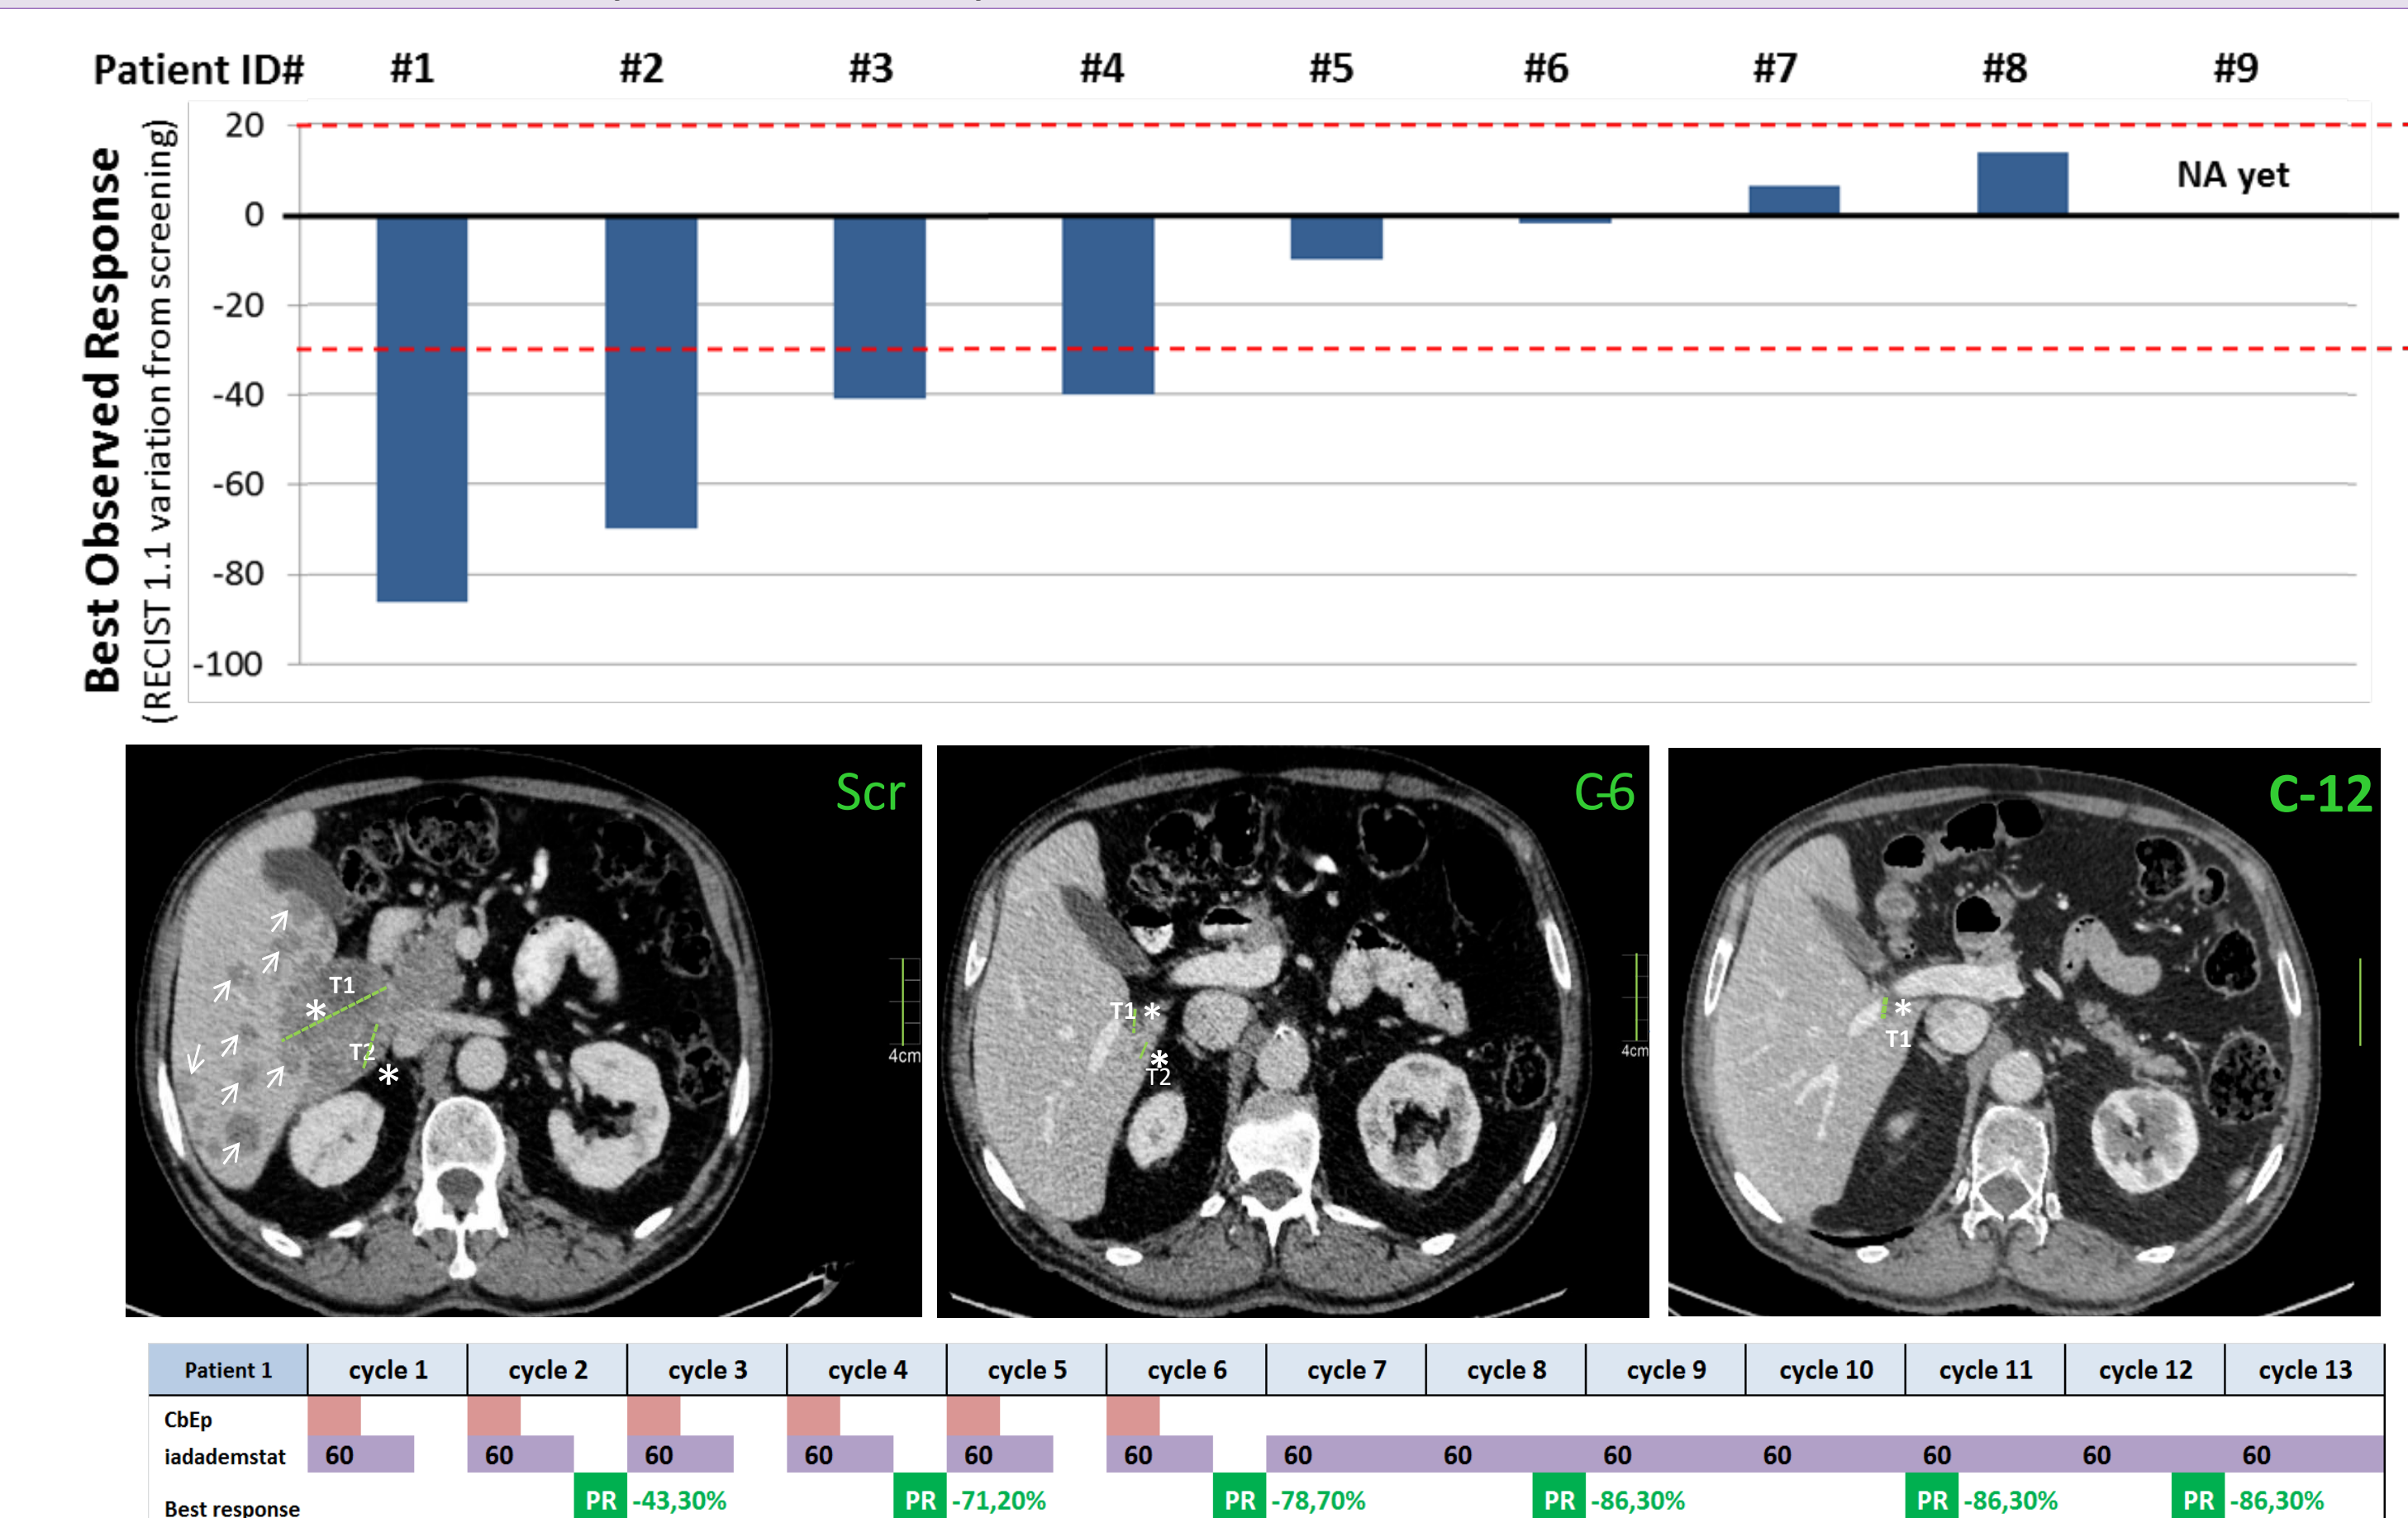 Patient ID# #1 #2 #3 #4 #5 #6 #7 #8 #9
Best Observed Response
(RECIST 1.1 variation from screening)
20
0
-20
-40
-60
-80
-100
NA yet
Scr
T1
*
T2
*
4cm
C-6
T1 *
*
T2
4cm
C-12
*
T1
Patient 1 cycle 1 cycle 2 cycle 3 cycle 4 cycle 5 cycle 6 cycle 7 cycle 8 cycle 9 cycle 10 cycle 11 cycle 12 cycle 13
CbEp
iadademstat 60 60 60 60 60 60 60 60 60 60 60 60 60
Best response PR -43,30% PR -71,20% PR -78,70% PR -86,30% PR -86,30% PR -86,30%